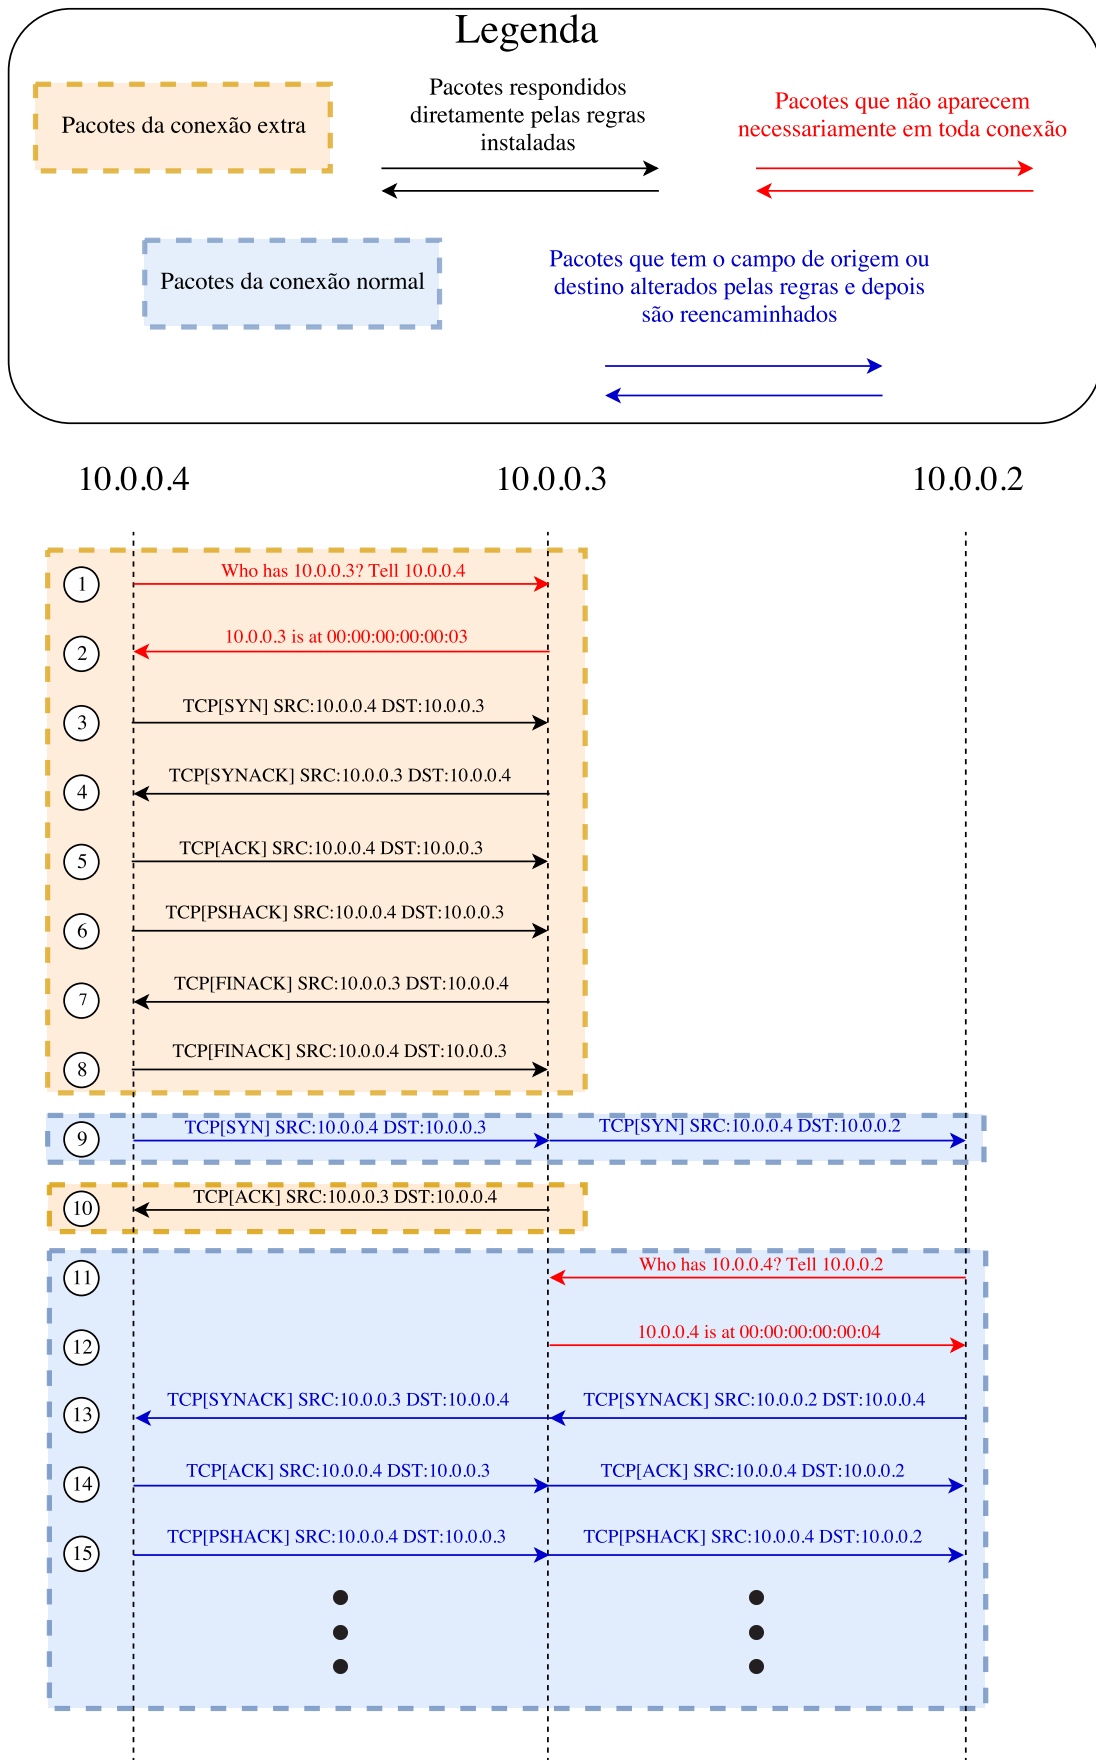 Legenda
Pacotes da conexão extra
Pacotes respondidos
diretamente pelas regras
instaladas
Pacotes que não aparecem
necessariamente em toda conexão
Pacotes da conexão normal
Pacotes que tem o campo de origem ou
destino alterados pelas regras e depois
são reencaminhados
10.0.0.4 10.0.0.3 10.0.0.2
1 Who has 10.0.0.3? Tell 10.0.0.4
2 10.0.0.3 is at 00:00:00:00:00:03
3 TCP[SYN] SRC:10.0.0.4 DST:10.0.0.3
4 TCP[SYNACK] SRC:10.0.0.3 DST:10.0.0.4
5 TCP[ACK] SRC:10.0.0.4 DST:10.0.0.3
6 TCP[PSHACK] SRC:10.0.0.4 DST:10.0.0.3
7 TCP[FINACK] SRC:10.0.0.3 DST:10.0.0.4
8 TCP[FINACK] SRC:10.0.0.4 DST:10.0.0.3
9 TCP[SYN] SRC:10.0.0.4 DST:10.0.0.3 TCP[SYN] SRC:10.0.0.4 DST:10.0.0.2
10 TCP[ACK] SRC:10.0.0.3 DST:10.0.0.4
11 Who has 10.0.0.4? Tell 10.0.0.2
12 10.0.0.4 is at 00:00:00:00:00:04
13 TCP[SYNACK] SRC:10.0.0.3 DST:10.0.0.4 TCP[SYNACK] SRC:10.0.0.2 DST:10.0.0.4
14 TCP[ACK] SRC:10.0.0.4 DST:10.0.0.3 TCP[ACK] SRC:10.0.0.4 DST:10.0.0.2
15 TCP[PSHACK] SRC:10.0.0.4 DST:10.0.0.3 TCP[PSHACK] SRC:10.0.0.4 DST:10.0.0.2